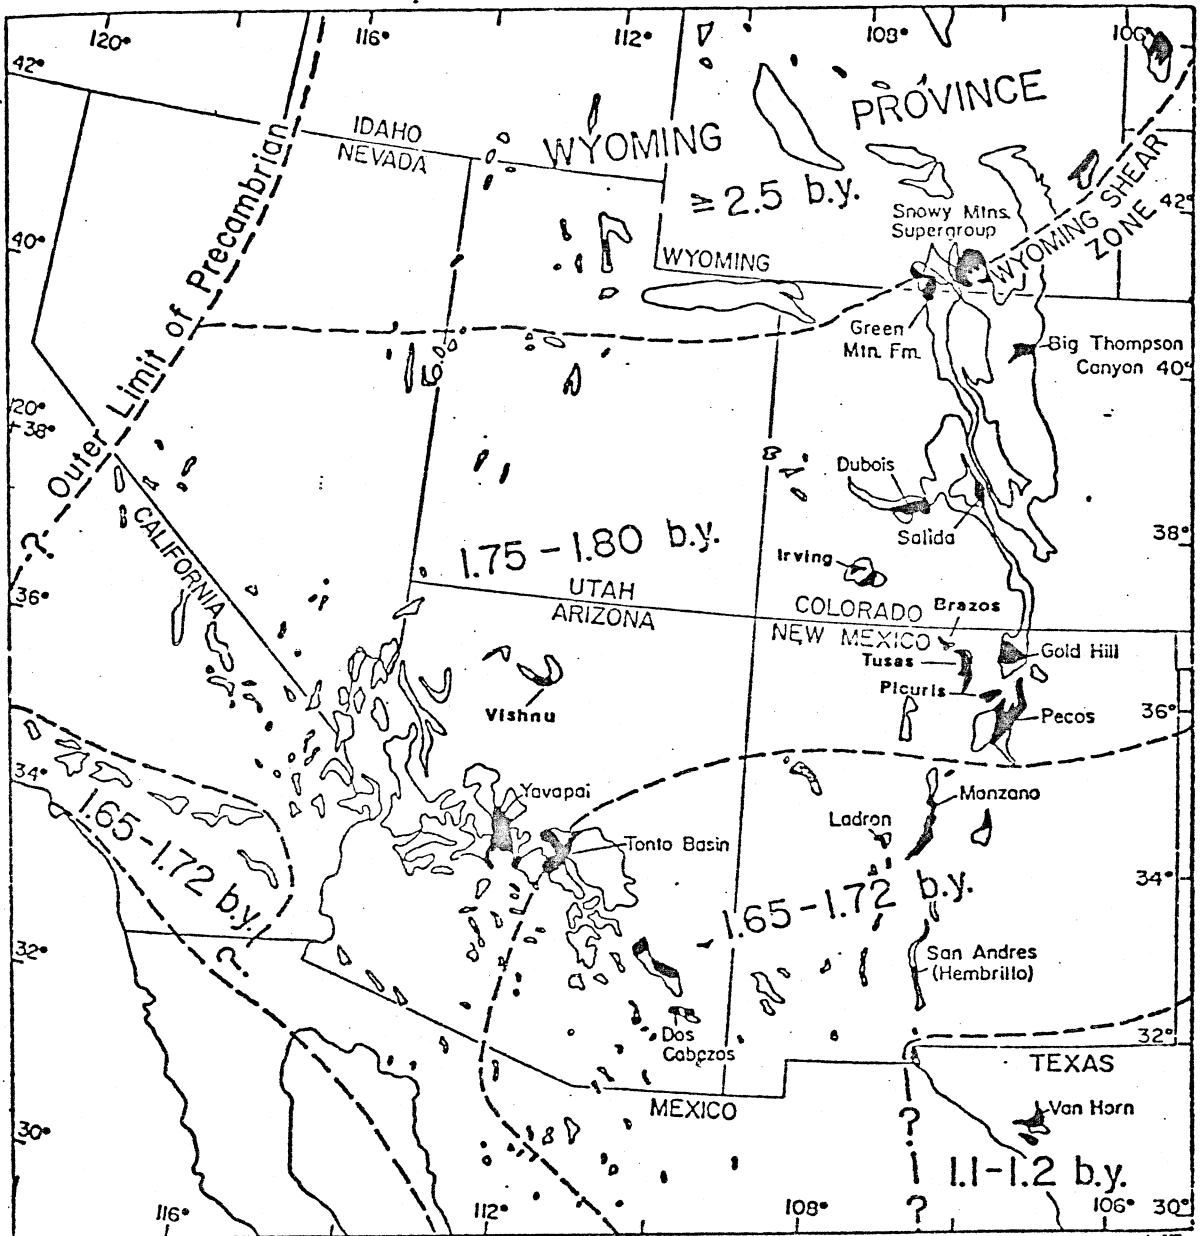 120°
116°
112°
108°
100°
42°
IDAHO
NEVADA
WYOMING
PROVINCE
≥ 2.5 b.y.
Snowy Mtns.
Supergroup
WYOMING SHEAR
ZONE
42°
Outer Limit of Precambrian
40°
WYOMING
Green
Mtn. Fm.
Big Thompson
Canyon
40°
120°
+38°
Dubois
Salida
38°
?
CALIFORNIA
1.75 - 1.80 b.y.
Irving
UTAH
ARIZONA
COLORADO
NEW MEXICO
Brazos
36°
Tusas
Gold Hill
Picuris
Pecos
36°
Vishnu
34°
Yavapai
Manzano
Ladron
Tonto Basin
1.65-1.72 b.y.
1.65-1.72 b.y.
34°
32°
?
San Andres
(Hembrillo)
Dos
Cabezos
32°
TEXAS
MEXICO
30°
?
Van Horn
1.1-1.2 b.y.
?
116°
112°
108°
106°
30°